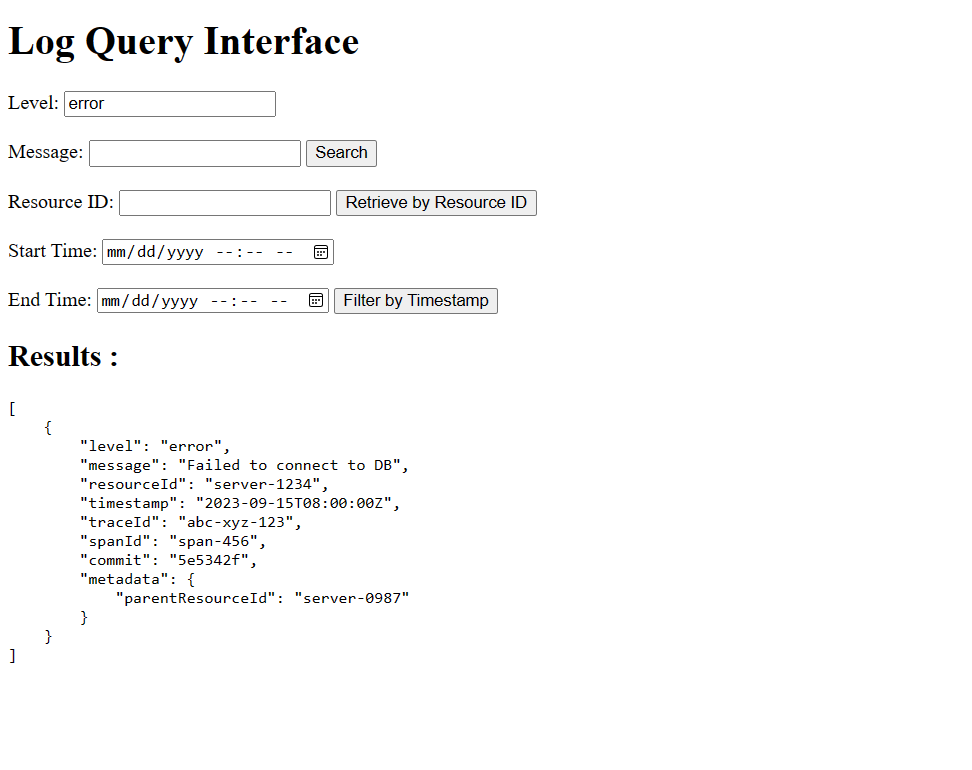 Log Query Interface
Level: error
Message: Search
Resource ID: Retrieve by Resource ID
Start Time: mm/dd/yyyy --:-- --
End Time: mm/dd/yyyy --:-- -- Filter by Timestamp
Results :
[
    {
        "level": "error",
        "message": "Failed to connect to DB",
        "resourceId": "server-1234",
        "timestamp": "2023-09-15T08:00:00Z",
        "traceId": "abc-xyz-123",
        "spanId": "span-456",
        "commit": "5e5342f",
        "metadata": {
            "parentResourceId": "server-0987"
        }
    }
]